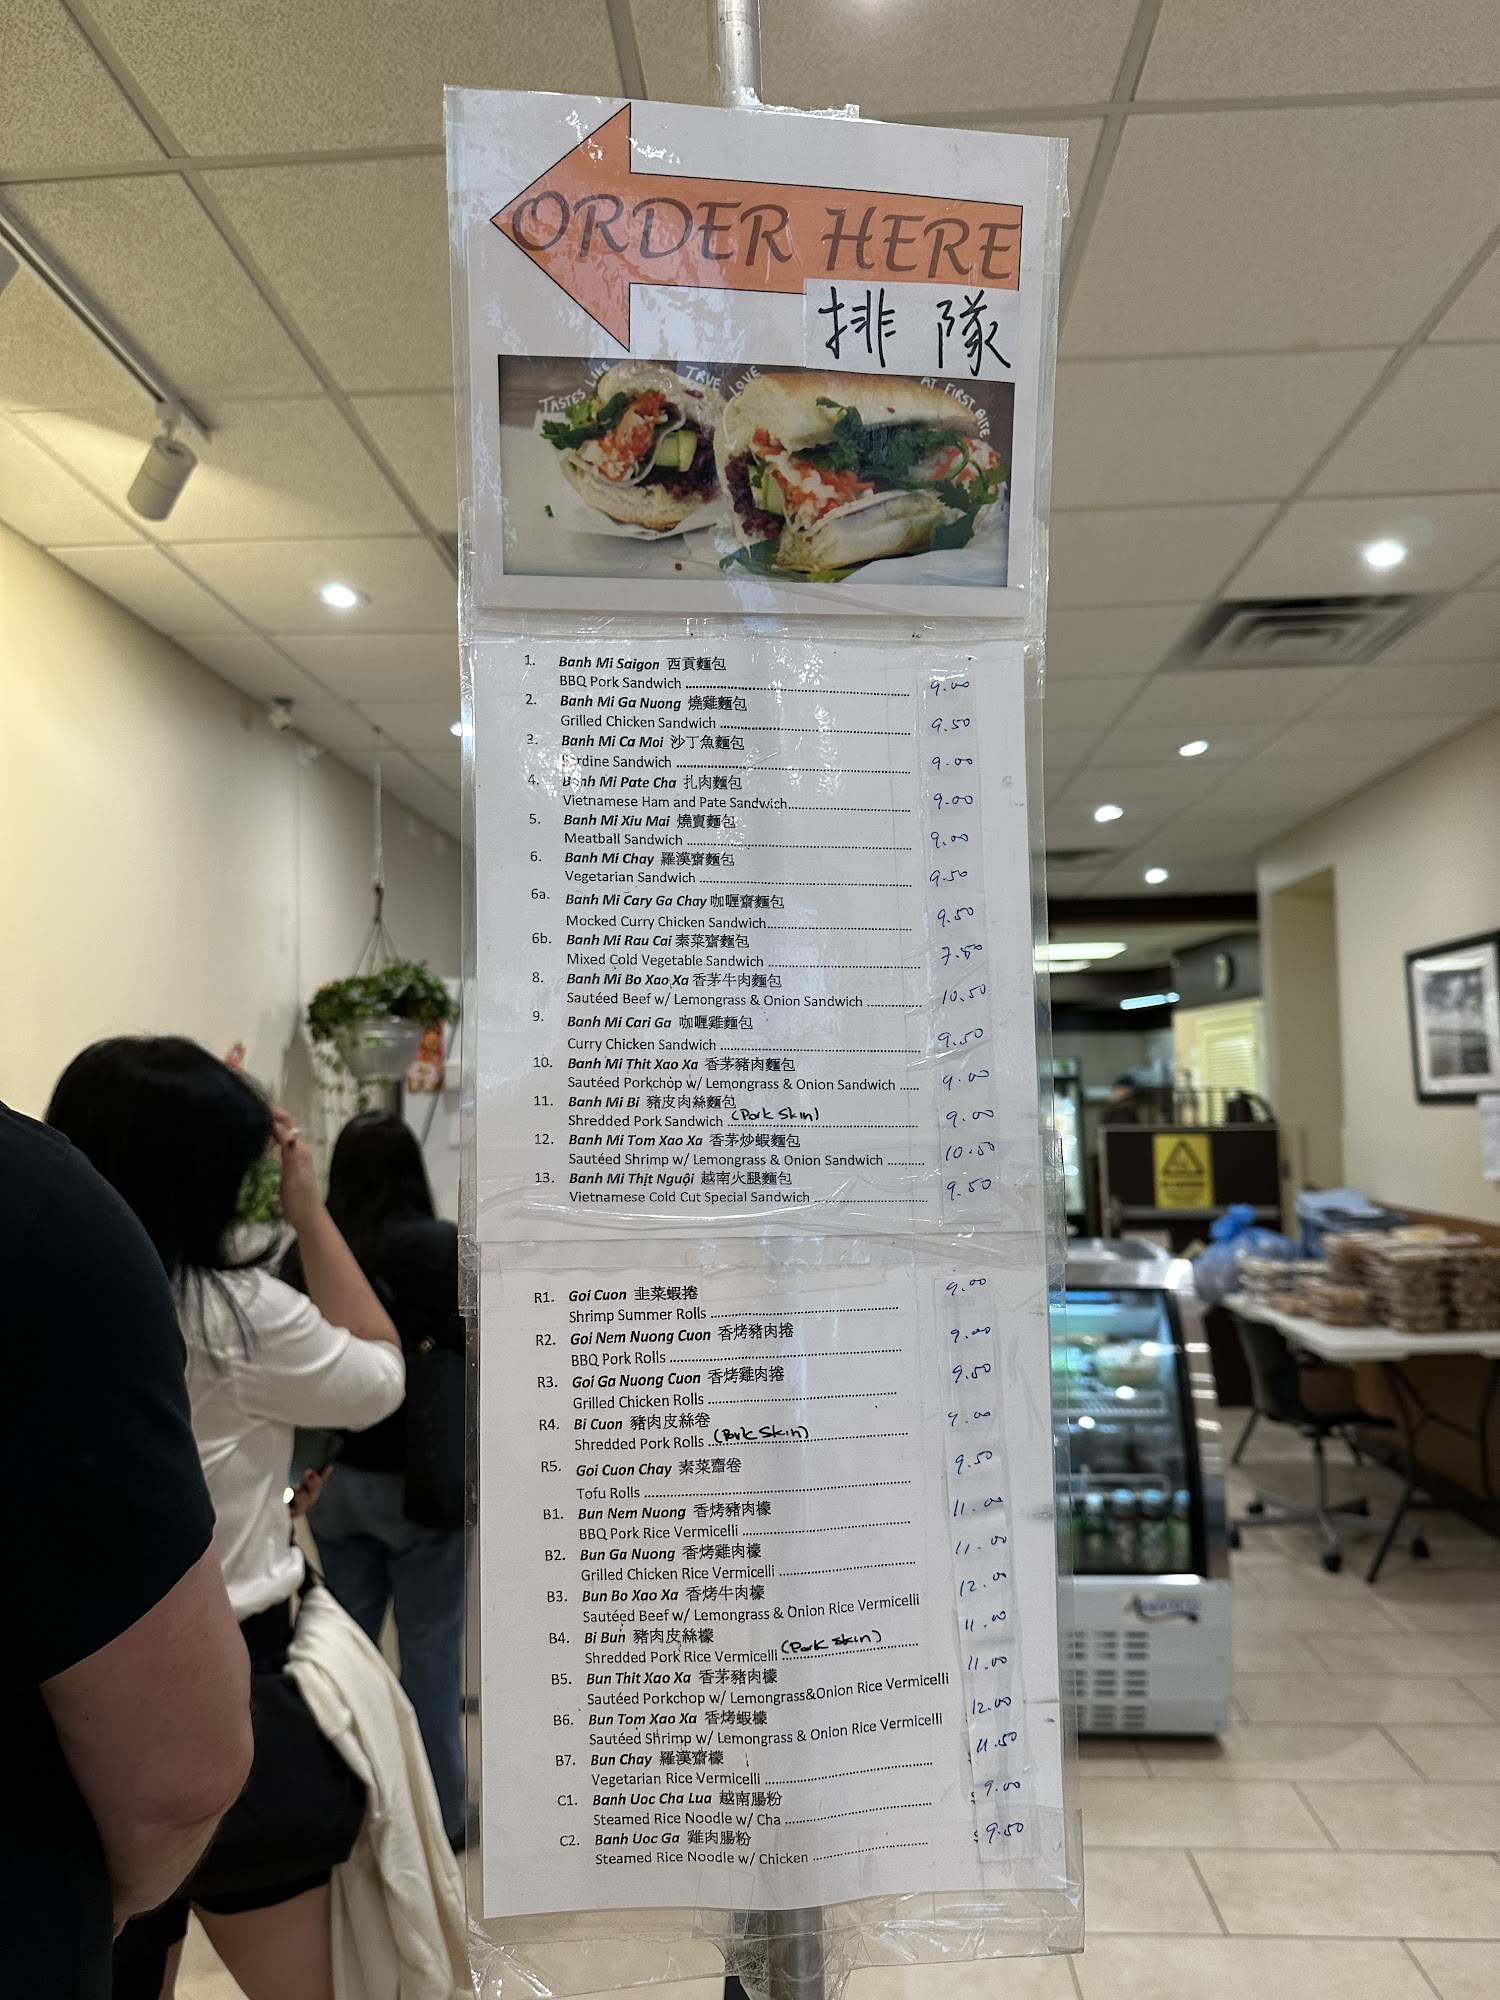 ORDER HERE
排隊
TASTES LIKE TRUE LOVE AT FIRST BITE
1. Banh Mi Saigon 西貢麵包
BBQ Pork Sandwich 9.00
2. Banh Mi Ga Nuong 燒雞麵包
Grilled Chicken Sandwich 9.50
3. Banh Mi Ca Moi 沙丁魚麵包
Sardine Sandwich 9.00
4. Banh Mi Pate Cha 扎肉麵包
Vietnamese Ham and Pate Sandwich 9.00
5. Banh Mi Xiu Mai 燒賣麵包
Meatball Sandwich 9.00
6. Banh Mi Chay 羅漢齋麵包
Vegetarian Sandwich 9.50
6a. Banh Mi Cary Ga Chay 咖喱齋麵包
Mocked Curry Chicken Sandwich 9.50
6b. Banh Mi Rau Cai 素菜齋麵包
Mixed Cold Vegetable Sandwich
8. Banh Mi Bo Xao Xa 香茅牛肉麵包
Sautéed Beef w/ Lemongrass & Onion Sandwich 10.50
9. Banh Mi Cari Ga 咖喱雞麵包
Curry Chicken Sandwich 9.50
10. Banh Mi Thit Xao Xa 香茅豬肉麵包
Sautéed Porkchop w/ Lemongrass & Onion Sandwich 9.00
11. Banh Mi Bi 豬皮肉絲麵包
Shredded Pork Sandwich (Pork Skin) 9.00
12. Banh Mi Tom Xao Xa 香茅炒蝦麵包
Sautéed Shrimp w/ Lemongrass & Onion Sandwich 10.50
13. Banh Mi Thịt Nguội 越南火腿麵包
Vietnamese Cold Cut Special Sandwich 9.50
R1. Goi Cuon 韭菜蝦捲
Shrimp Summer Rolls 9.00
R2. Goi Nem Nuong Cuon 香烤豬肉捲
BBQ Pork Rolls 9.00
R3. Goi Ga Nuong Cuon 香烤雞肉捲
Grilled Chicken Rolls 9.50
R4. Bi Cuon 豬肉皮絲卷
Shredded Pork Rolls (Pork Skin) 9.00
R5. Goi Cuon Chay 素菜齋卷
Tofu Rolls 9.50
B1. Bun Nem Nuong 香烤豬肉檬
BBQ Pork Rice Vermicelli 11.00
B2. Bun Ga Nuong 香烤雞肉檬
Grilled Chicken Rice Vermicelli 11.00
B3. Bun Bo Xao Xa 香烤牛肉檬
Sautéed Beef w/ Lemongrass & Onion Rice Vermicelli 12.00
B4. Bi Bun 豬肉皮絲檬
Shredded Pork Rice Vermicelli (Pork Skin) 11.00
B5. Bun Thit Xao Xa 香茅豬肉檬
Sautéed Porkchop w/ Lemongrass&Onion Rice Vermicelli 11.00
B6. Bun Tom Xao Xa 香烤蝦檬
Sautéed Shrimp w/ Lemongrass & Onion Rice Vermicelli 12.00
B7. Bun Chay 羅漢齋檬
Vegetarian Rice Vermicelli 11.50
C1. Banh Uoc Cha Lua 越南腸粉
Steamed Rice Noodle w/ Cha 9.00
C2. Banh Uoc Ga 雞肉腸粉
Steamed Rice Noodle w/ Chicken 9.50